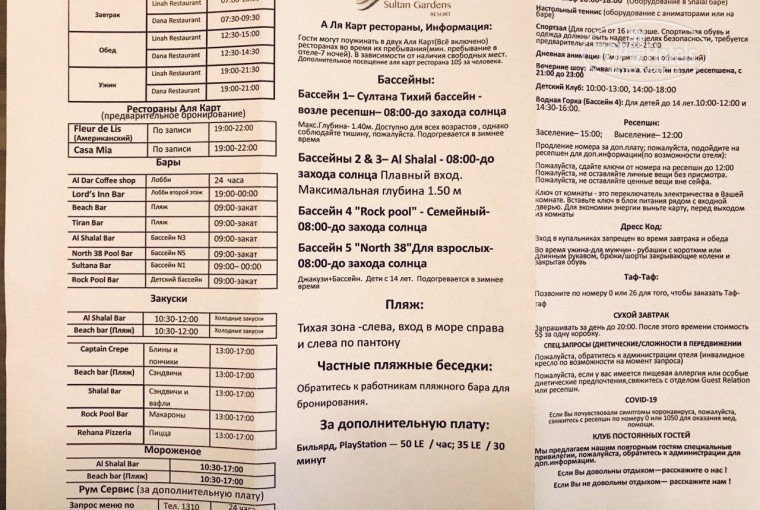 Завтрак
Linah Restaurant
Dana Restaurant 07:30-09:30
Обед
Linah Restaurant 12:30-15:00
Dana Restaurant 12:30-14:30
Ужин
Linah Restaurant 19:00-21:30
Dana Restaurant 19:00-21:00
Рестораны Аля Карт
(предварительное бронирование)
Fleur de Lis По записи 19:00-22:00
(Американский)
Casa Mia По записи 19:00-22:00
Бары
Al Dar Coffee shop Лобби 24 часа
Lord's Inn Bar Лобби второй этаж 19:00-00:00
Beach Bar Пляж 09:00-закат
Tiran Bar Пляж 09:00-закат
Al Shalal Bar Бассейн N3 09:00-закат
North 38 Pool Bar Бассейн N5 09:00-закат
Sultana Bar Бассейн N1 09:00– 00:00
Rock Pool Bar Детский бассейн 09:00-закат
Закуски
Al Shalal Bar 10:30-12:00 Холодные закуски
Beach bar (Пляж) 10:30-12:00 Холодные закуски
Captain Crepe Блины и пончики 13:00-17:00
Beach bar (Пляж) Сэндвичи 13:00-17:00
Shalal Bar Сэндвичи и вафли 13:00-17:00
Rock Pool Bar Макароны 13:00-17:00
Rehana Pizzeria Пицца 13:00-17:00
Мороженое
Al Shalal Bar 10:30-17:00
Beach bar (Пляж) 10:30-17:00
Рум Сервис (за дополнительную плату)
Запрос меню по Тел. 1310 24 часа
Sultan Gardens
RESORT
А Ля Карт рестораны, Информация:
Гости могут поужинать в двух Аля Карт(Всё включено)
ресторанах во время их пребывания(мин. пребывание в
отеле-7 ночей). В зависимости от наличия свободных мест.
Дополнительное посещение аля карт ресторана 10$ за человека.
Бассейны:
Бассейн 1– Султана Тихий бассейн -
возле ресепшн– 08:00-до захода солнца
Макс.Глубина- 1.40м. Доступно для всех возрастов , однако
соблюдайте тишину, пожалуйста. Подогревается в зимнее
время
Бассейны 2 & 3– Al Shalal - 08:00-до
захода солнца Плавный вход.
Максимальная глубина 1.50 м
Бассейн 4 "Rock pool" - Семейный-
08:00-до захода солнца
Бассейн 5 "North 38"Для взрослых-
08:00-до захода солнца
Джакузи+Бассейн. Дети с 14 лет. Подогревается в зимнее
время
Пляж:
Тихая зона -слева, вход в море справа
и слева по пантону
Частные пляжные беседки:
Обратитесь к работникам пляжного бара для
бронирования.
За дополнительную плату:
Бильярд, PlayStation — 50 LE / час; 35 LE / 30
минут
(Оборудование в Shalal баре)
Настольный теннис (оборудование с аниматорами или на
баре)
Спортзал (Для гостей от 16 и старше. Спортивная обувь и
одежда должны быть надеты в целях безопасности, требуется
предварительная запись) 07:00-21:00
Дневная анимация (Смотрите доски объявлений)
Вечерние шоу: Живая музыка, бассейн возле ресепшена, с
21:00 до 23:00
Детский Клуб: 10:00-13:00, 14:00-18:00
Водная Горка (Бассейн 4): Для детей до 14 лет.10:00-12:00 и
14:30-16:00.
Ресепшн:
Заселение– 15:00; Выселение– 12:00
Продление номера за доп.плату; пожалуйста, подойдите на
ресепшен для доп.информации(по возможности отеля):
Пожалуйста, сдайте ключи от номера на ресепшн до 12:00
Пожалуйста, не оставляйте личные вещи без присмотра.
Пожалуйста, не оставляйте ценные вещи вне сейфа.
Ключ от комнаты - это переключатель электричества в Вашей
комнате. Вставьте ключ в блок питания рядом с входной
дверью. Для экономии энергии выньте карту, перед выходом
из комнаты
Дресс Код:
Вход в купальниках запрещен во время завтрака и обеда
Во время ужина-для мужчин - рубашки с коротким или
длинным рукавом, брюки/шорты закрывающие колени и
закрытая обувь
Таф-Таф:
Позвоните по номеру 0 или 26 для того, чтобы заказать Таф-
таф
СУХОЙ ЗАВТРАК
Запрашивать за день до 20:00. После этого времени стоимость
5$ за одну коробку.
СПЕЦ.ЗАПРОСЫ (ДИЕТИЧЕСКИЕ/СЛОЖНОСТИ В ПЕРЕДВИЖЕНИИ
Пожалуйста, обратитесь к администрации отеля (инвалидное
кресло по возможности на момент запроса)
Пожалуйста, если у вас имеется пищевая аллергия или особые
диетические предпочтения,свяжитесь с отделом Guest Relation
или ресепшн.
COVID-19
Если Вы почувствовали симптомы коронавируса, пожалуйста,
свяжитесь с ресепшн по номеру 0 или 1050 для оказания мед.
помощи.
КЛУБ ПОСТОЯННЫХ ГОСТЕЙ
Мы предлагаем нашим повторным гостям специальные
привилегии, пожалуйста, обратитесь к администрации для
доп.информации.
Если Вы довольны отдыхом—расскажите о нас !
Если Вы не довольны отдыхом— расскажите нам !